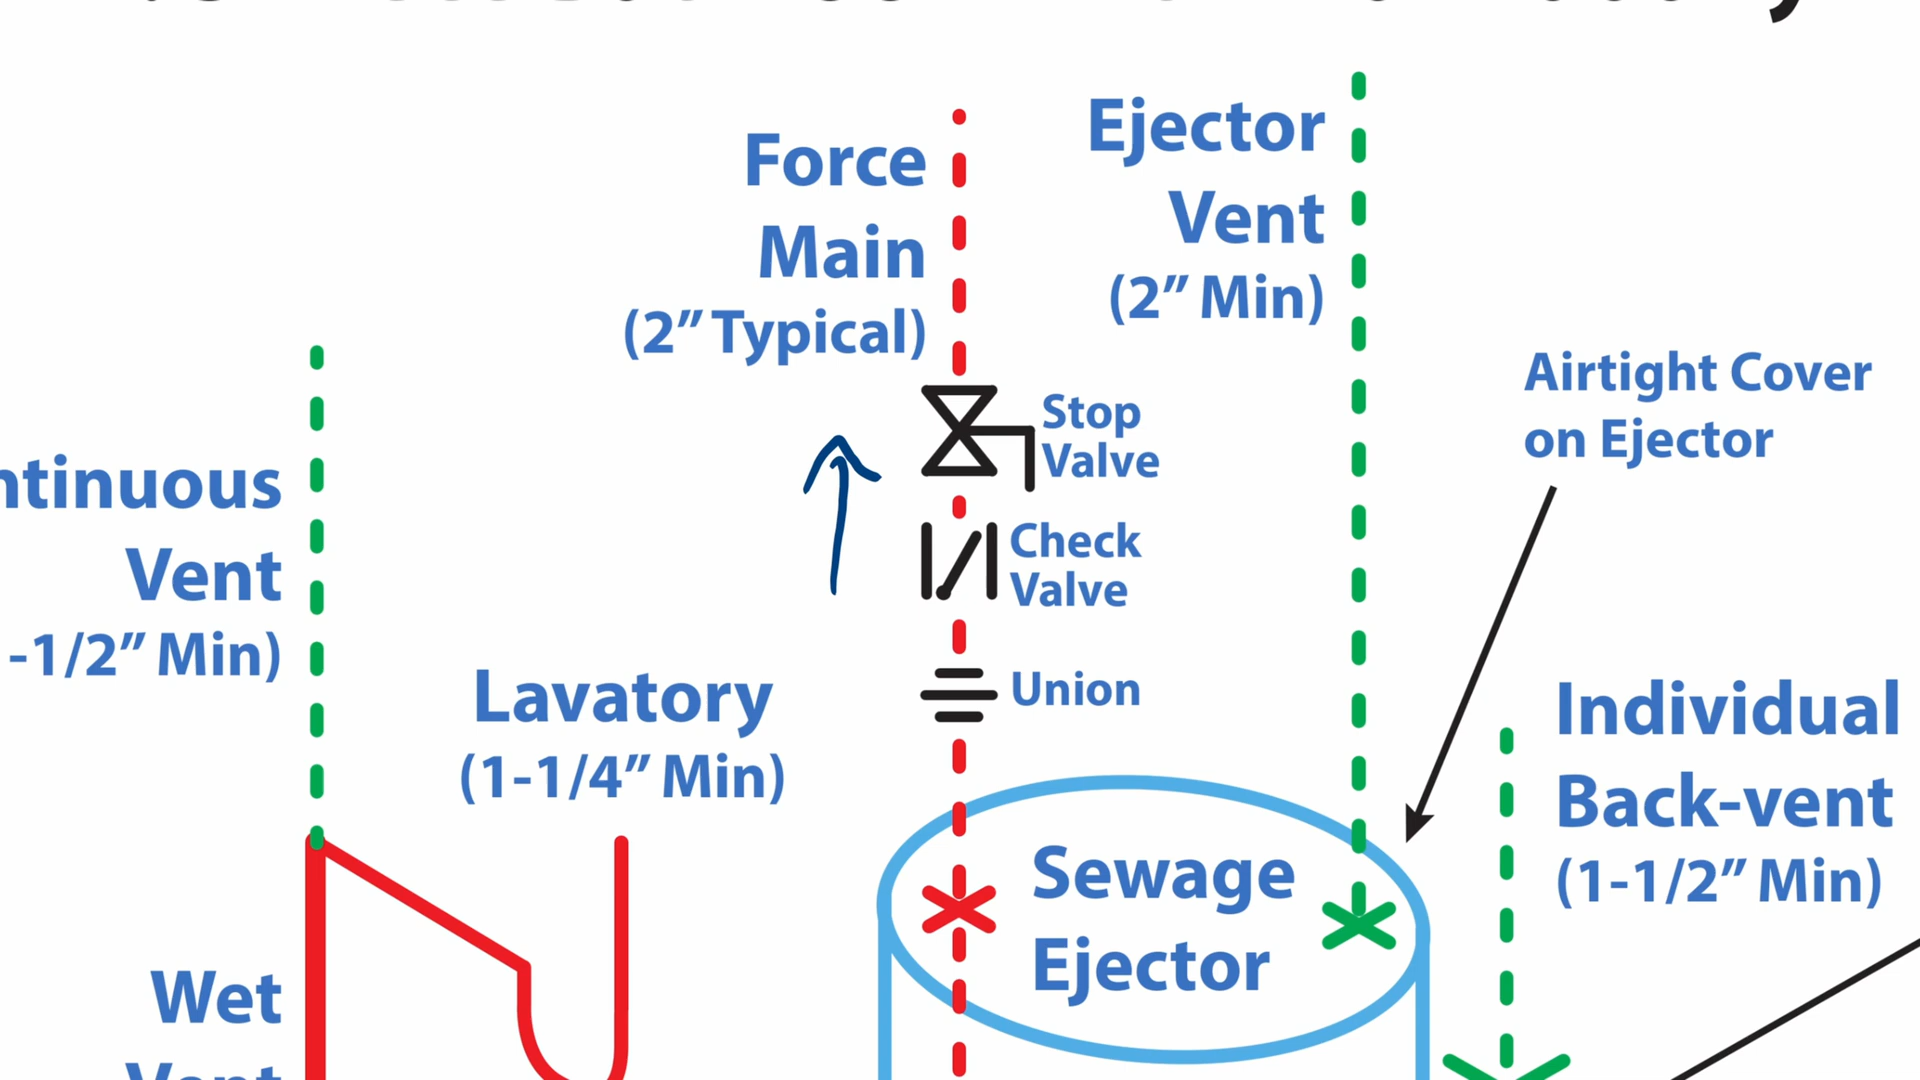 Force
Main
(2” Typical)
Ejector
Vent
(2” Min)
Stop
Valve
Airtight Cover
on Ejector
ntinuous
Vent
-1/2” Min)
Check
Valve
Union
Lavatory
(1-1/4” Min)
Individual
Back-vent
(1-1/2” Min)
Sewage
Ejector
Wet
Vent